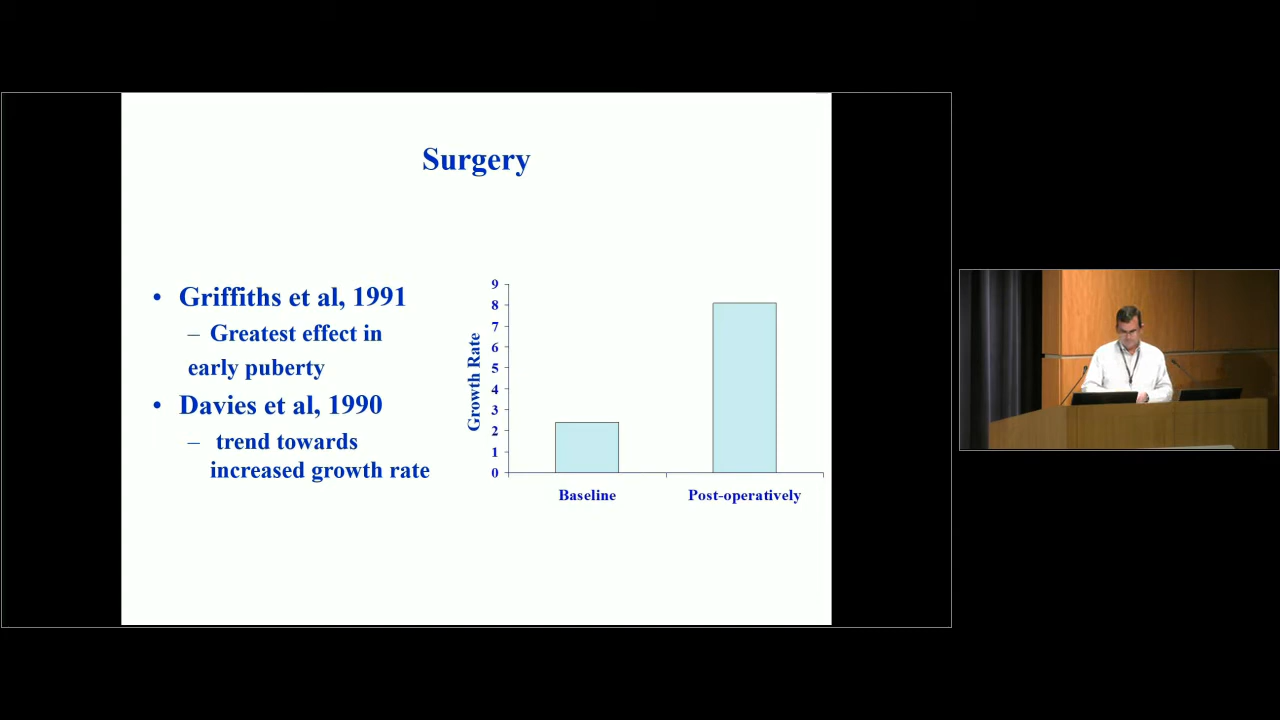 Surgery
• Griffiths et al, 1991
– Greatest effect in
early puberty
• Davies et al, 1990
– trend towards
increased growth rate
Growth Rate
9
8
7
6
5
4
3
2
1
0
Baseline
Post-operatively